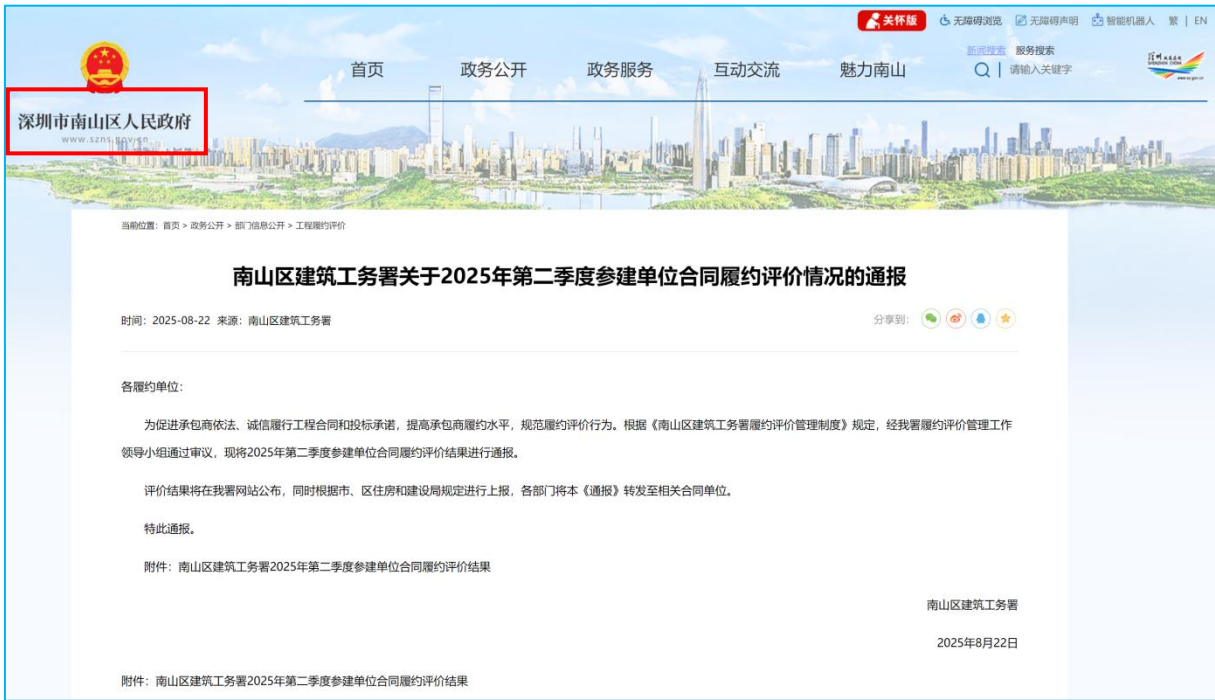 关怀版 无障碍浏览 无障碍声明 智能机器人 繁 | EN
新闻搜索 服务搜索
首页 政务公开 政务服务 互动交流 魅力南山 请输入关键字
深圳市南山区人民政府
www.szns.gov.cn
当前位置：首页 > 政务公开 > 部门信息公开 > 工程履约评价
南山区建筑工务署关于2025年第二季度参建单位合同履约评价情况的通报
时间：2025-08-22 来源：南山区建筑工务署 分享到：
各履约单位：
为促进承包商依法、诚信履行工程合同和投标承诺，提高承包商履约水平，规范履约评价行为。根据《南山区建筑工务署履约评价管理制度》规定，经我署履约评价管理工作
领导小组通过审议，现将2025年第二季度参建单位合同履约评价结果进行通报。
评价结果将在我署网站公布，同时根据市、区住房和建设局规定进行上报，各部门将本《通报》转发至相关合同单位。
特此通报。
附件：南山区建筑工务署2025年第二季度参建单位合同履约评价结果
南山区建筑工务署
2025年8月22日
附件：南山区建筑工务署2025年第二季度参建单位合同履约评价结果